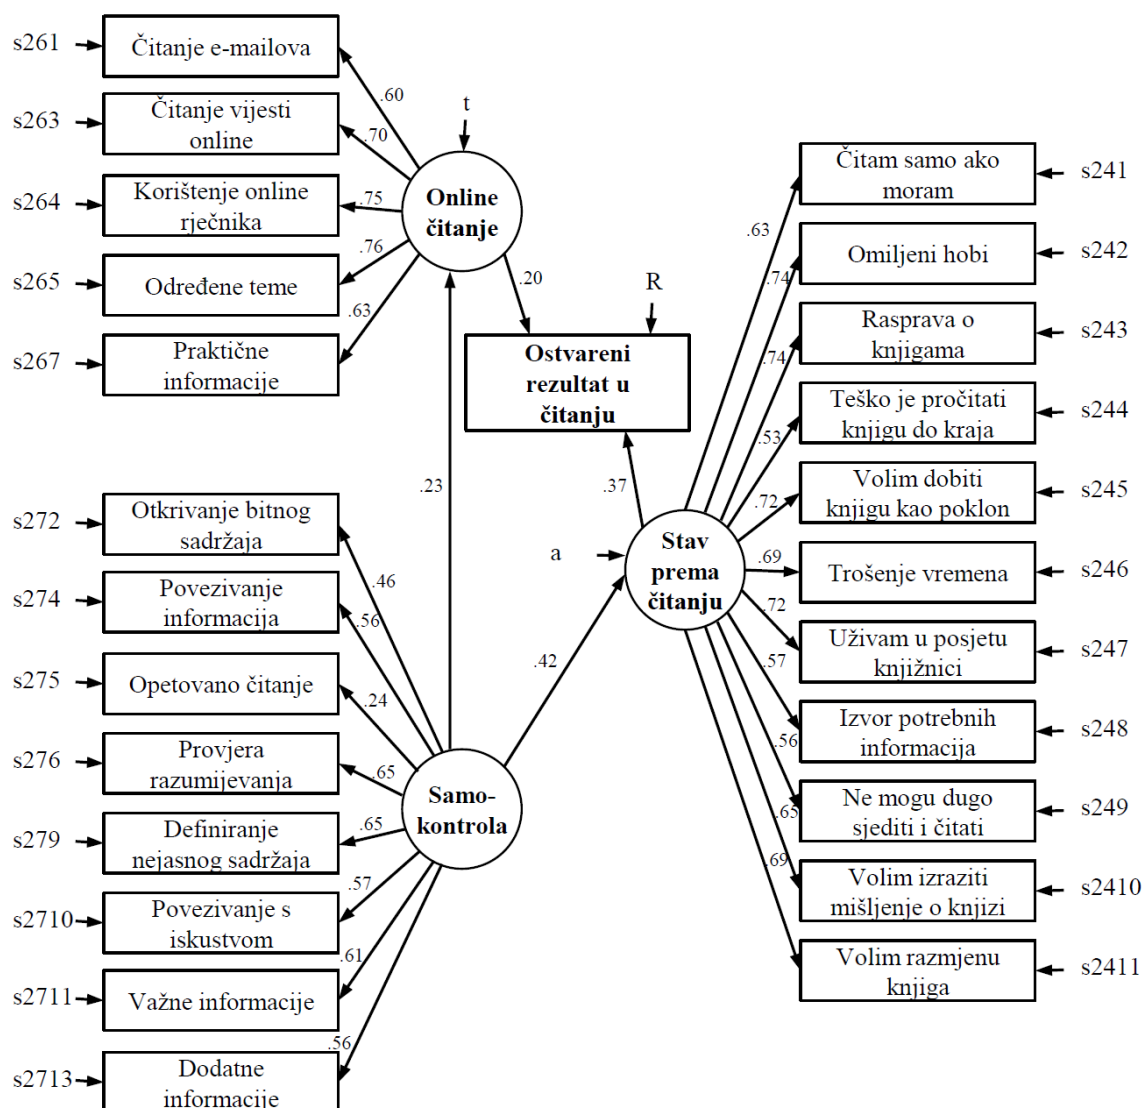 s261
Čitanje e-mailova
.60
s263
Čitanje vijesti
online
.70
t
s264
Korištenje online
rječnika
.75
Online
čitanje
s265
Određene teme
.76
s267
Praktične
informacije
.63
.20
R
Ostvareni
rezultat u
čitanju
.23
.37
s272
Otkrivanje bitnog
sadržaja
.46
s274
Povezivanje
informacija
.56
s275
Opetovano čitanje
.24
s276
Provjera
razumijevanja
.65
s279
Definiranje
nejasnog sadržaja
.65
s2710
Povezivanje s
iskustvom
.57
s2711
Važne informacije
.61
s2713
Dodatne
informacije
.56
Samo-
kontrola
.42
a
Stav
prema
čitanju
.63
Čitam samo ako
moram
s241
.74
Omiljeni hobi
s242
.74
Rasprava o
knjigama
s243
.53
Teško je pročitati
knjigu do kraja
s244
.72
Volim dobiti
knjigu kao poklon
s245
.69
Trošenje vremena
s246
.72
Uživam u posjetu
knjižnici
s247
.57
Izvor potrebnih
informacija
s248
.56
Ne mogu dugo
sjediti i čitati
s249
.65
Volim izraziti
mišljenje o knjizi
s2410
.69
Volim razmjenu
knjiga
s2411